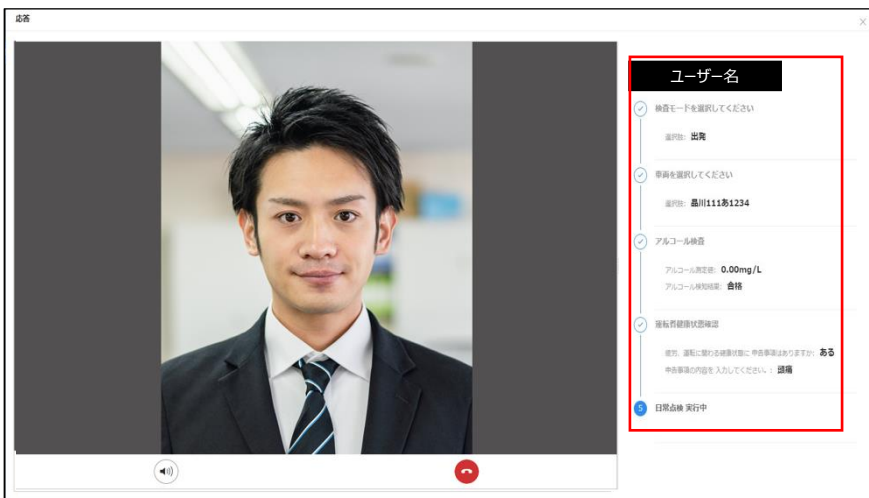 応答
ユーザー名
検査モードを選択してください
選択肢: 出発
車両を選択してください
選択肢: 品川111あ1234
アルコール検査
アルコール測定値: 0.00mg/L
アルコール検知結果: 合格
運転者健康状態確認
疲労、運転に関わる健康状態に 申告事項はありますか: ある
申告事項の内容を 入力してください。: 頭痛
5 日常点検 実行中